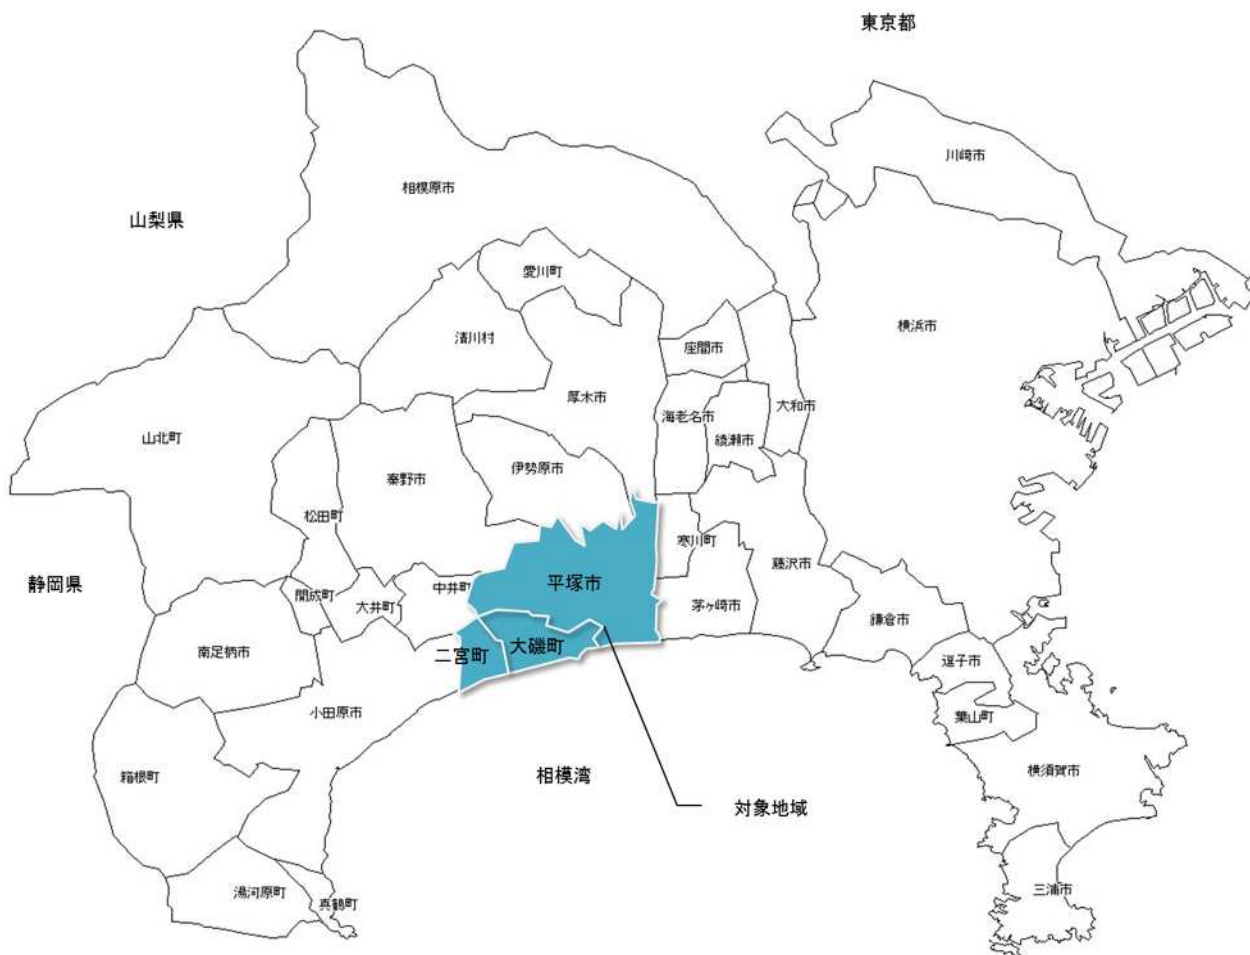 東京都
川崎市
相模原市
山梨県
愛川町
横浜市
清川村
座間市
厚木市
大和市
海老名市
山北町
綾瀬市
伊勢原市
秦野市
松田町
寒川町
藤沢市
静岡県
平塚市
中井町
開成町
大井町
茅ヶ崎市
鎌倉市
大磯町
南足柄市
二宮町
逗子市
小田原市
葉山町
横須賀市
相模湾
箱根町
対象地域
湯河原町
三浦市
真鶴町